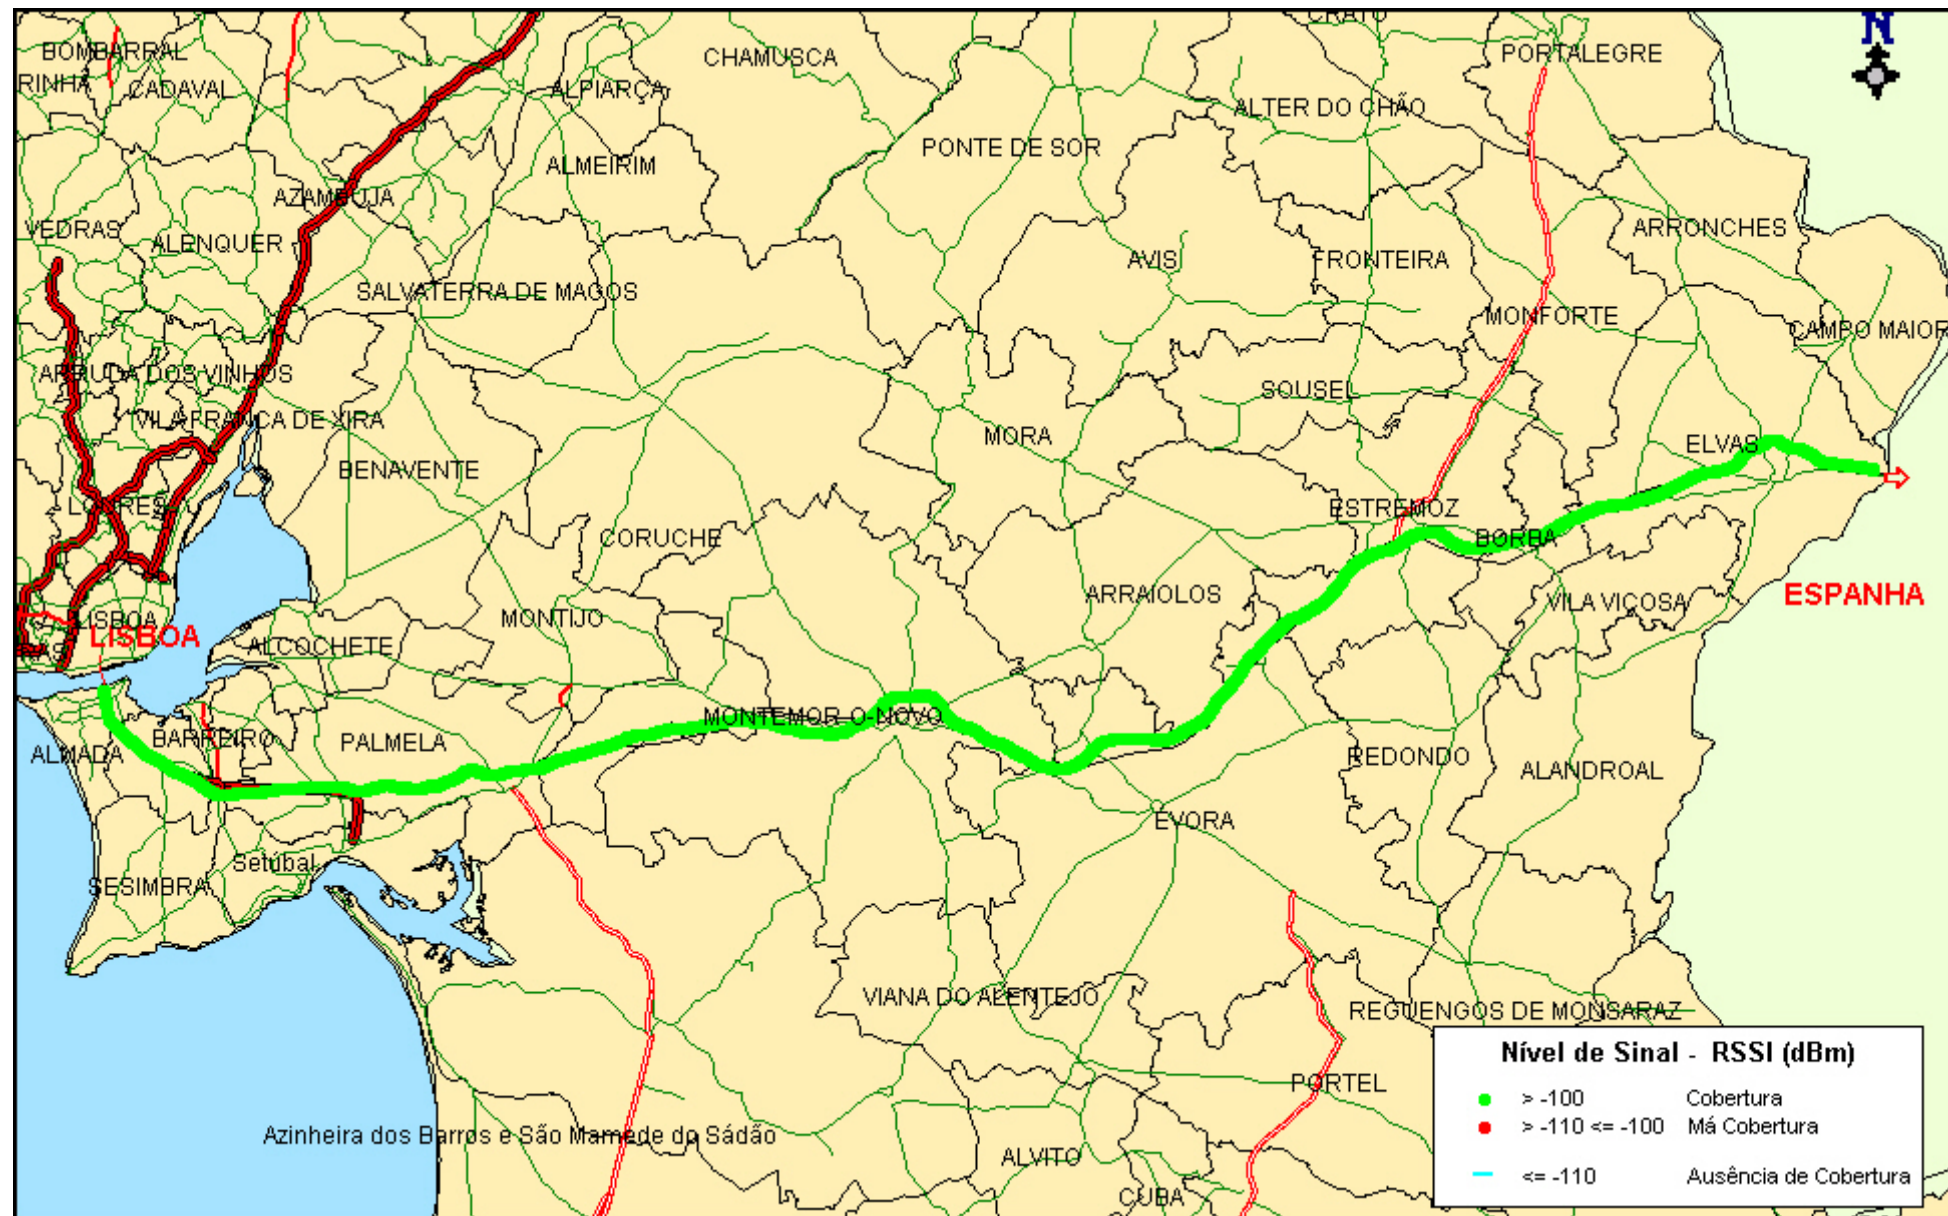 CRATO
N
BOMBARRAL
CHAMUSCA
PORTALEGRE
RINHA
CADAVAL
ALPIARÇA
ALTER DO CHÃO
PONTE DE SOR
ALMEIRIM
AZAMBUJA
VEDRAS
ALENQUER
ARRONCHES
AVIS
FRONTEIRA
SALVATERRA DE MAGOS
MONFORTE
CAMPO MAIOR
ARRUDA DOS VINHOS
SOUSEL
VILA FRANCA DE XIRA
MORA
ELVAS
BENAVENTE
LOURES
ESTREMOZ
CORUCHE
BORBA
ARRAIOLOS
VILA VIÇOSA
ESPANHA
LISBOA
MONTIJO
LISBOA
ALCOCHETE
MONTEMOR-O-NOVO
ALMADA
BARREIRO
PALMELA
REDONDO
ALANDROAL
ÉVORA
Setúbal
SESIMBRA
VIANA DO ALENTEJO
REGUENGOS DE MONSARAZ
PORTEL
Azinheira dos Barros e São Mamede do Sádão
ALVITO
CUBA
Nível de Sinal - RSSI (dBm)
> -100 Cobertura
> -110 <= -100 Má Cobertura
<= -110 Ausência de Cobertura